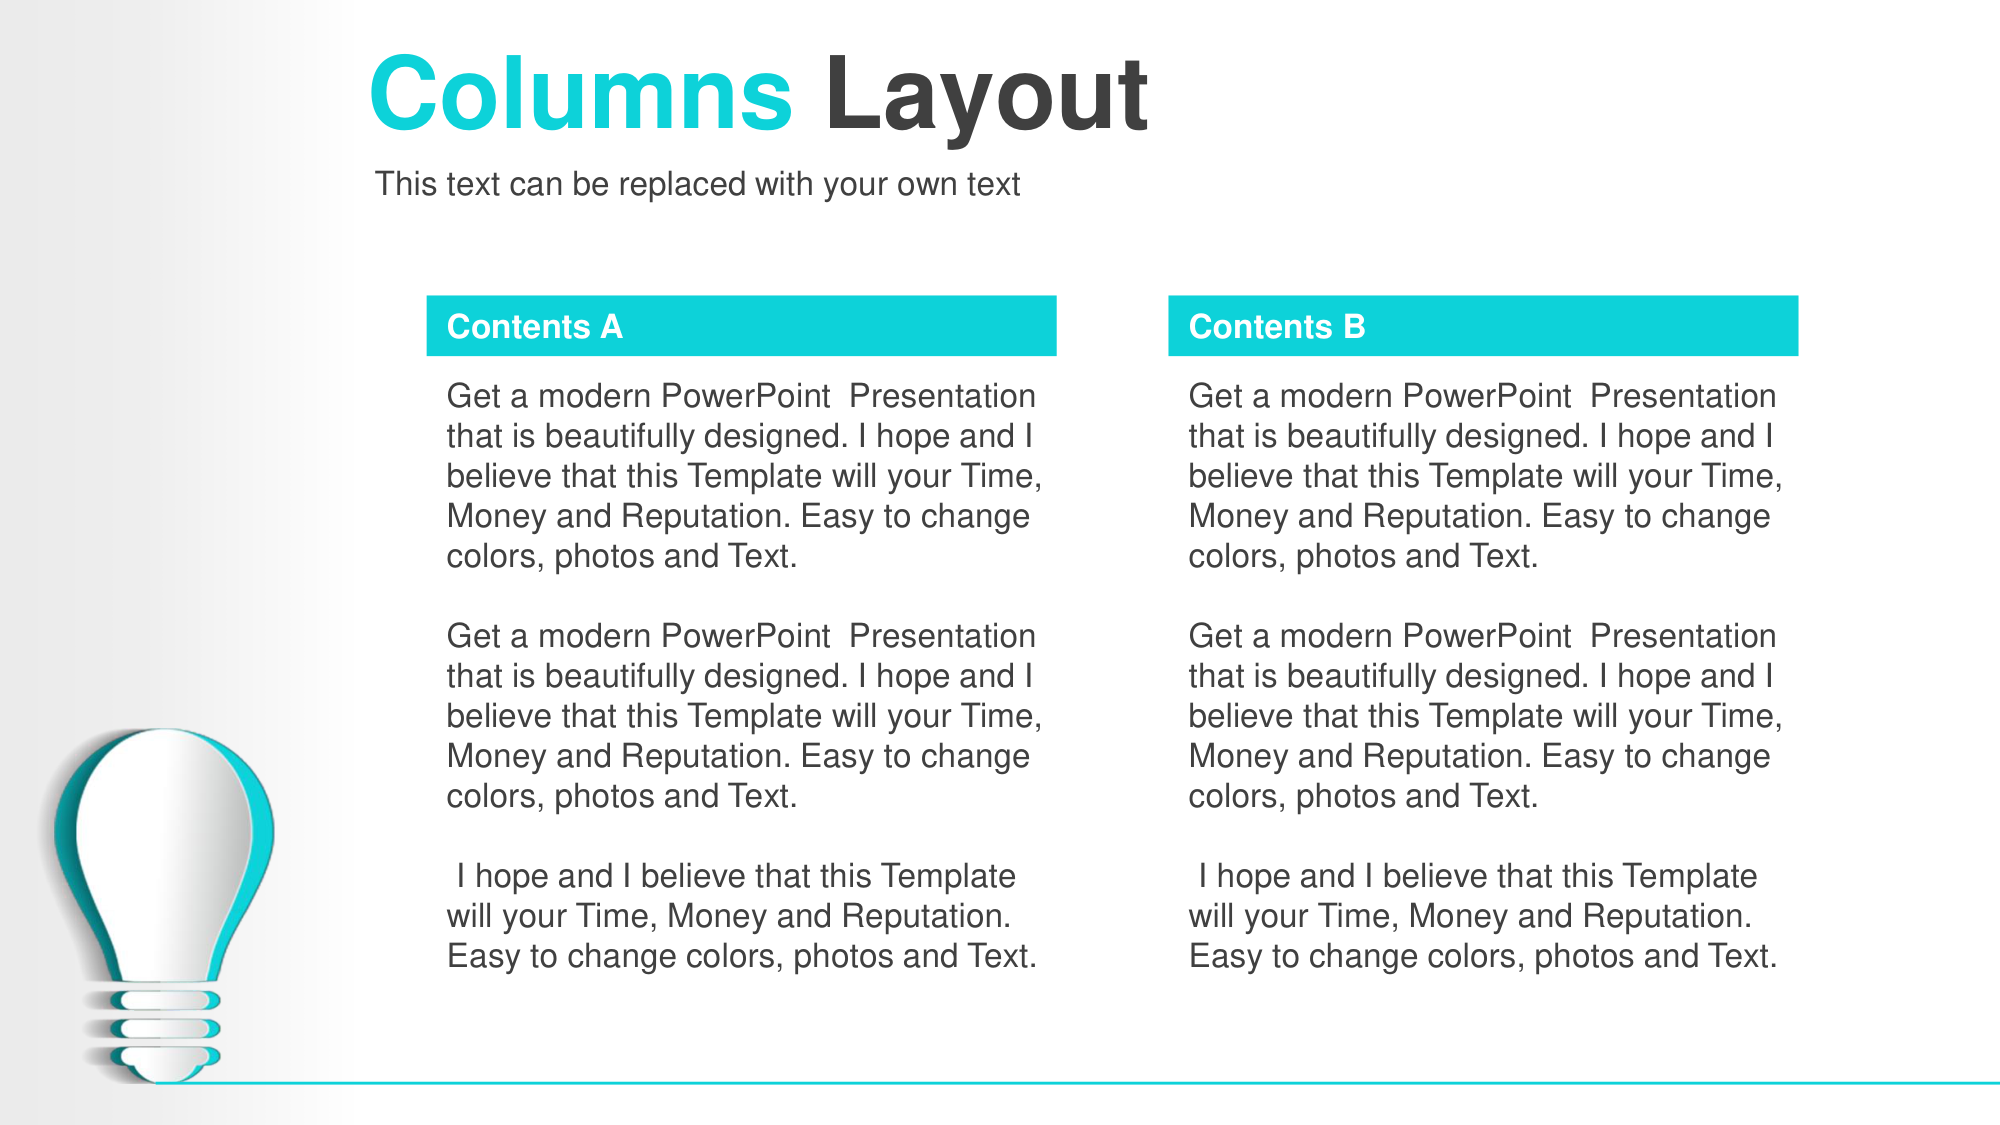 Columns Layout
This text can be replaced with your own text
Contents A
Get a modern PowerPoint  Presentation
that is beautifully designed. I hope and I
believe that this Template will your Time,
Money and Reputation. Easy to change
colors, photos and Text.
Get a modern PowerPoint  Presentation
that is beautifully designed. I hope and I
believe that this Template will your Time,
Money and Reputation. Easy to change
colors, photos and Text.
I hope and I believe that this Template
will your Time, Money and Reputation.
Easy to change colors, photos and Text.
Contents B
Get a modern PowerPoint  Presentation
that is beautifully designed. I hope and I
believe that this Template will your Time,
Money and Reputation. Easy to change
colors, photos and Text.
Get a modern PowerPoint  Presentation
that is beautifully designed. I hope and I
believe that this Template will your Time,
Money and Reputation. Easy to change
colors, photos and Text.
I hope and I believe that this Template
will your Time, Money and Reputation.
Easy to change colors, photos and Text.